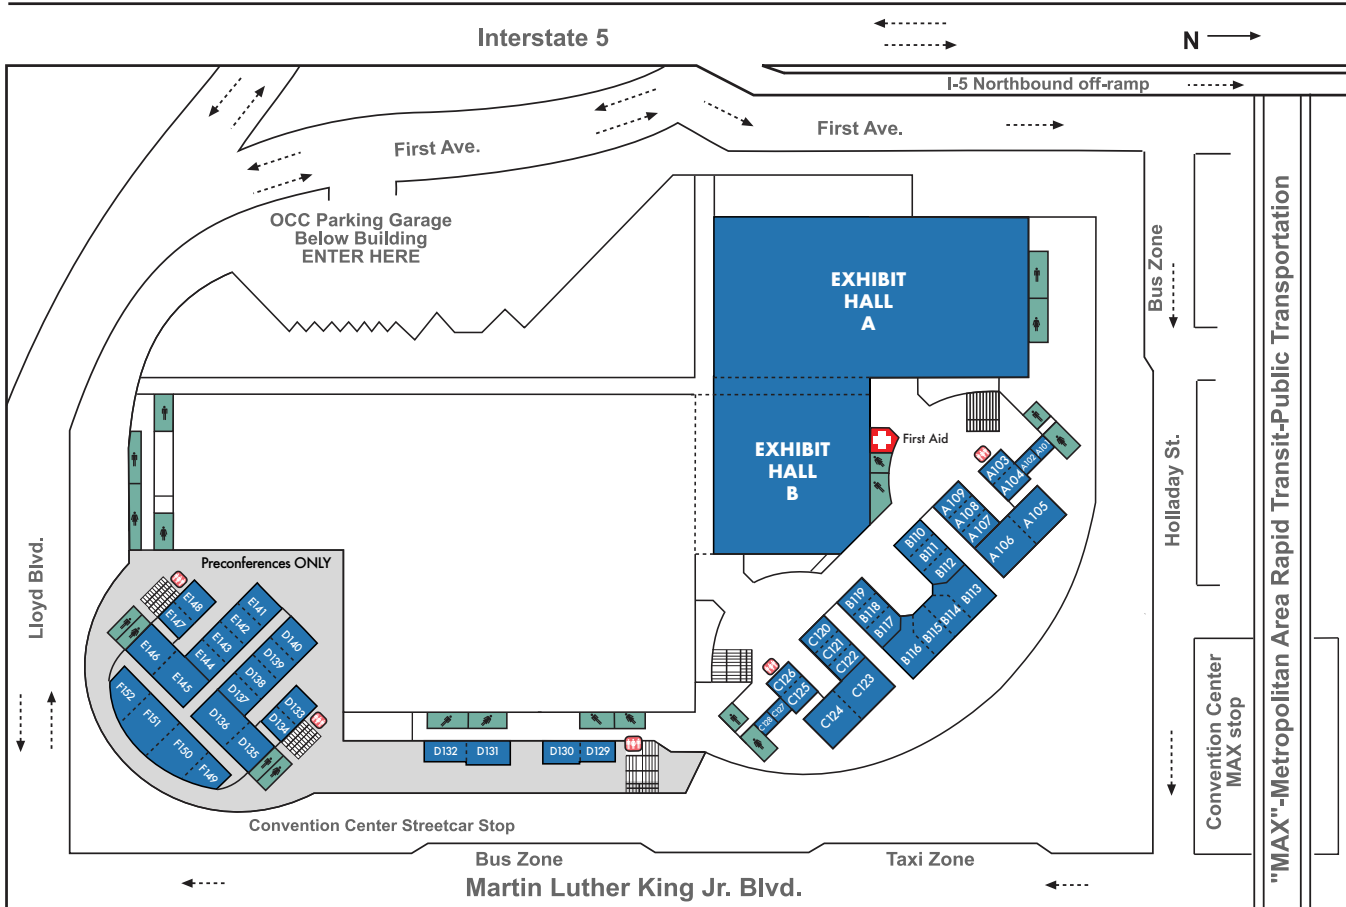 Interstate 5
N
I-5 Northbound off-ramp
First Ave.
First Ave.
OCC Parking Garage
Below Building
ENTER HERE
Bus Zone
"MAX"-Metropolitan Area Rapid Transit-Public Transportation
EXHIBIT
HALL
A
EXHIBIT
HALL
B
First Aid
Holladay St.
Lloyd Blvd.
A101
A102
A103
A104
A105
A106
A107
A108
A109
B110
B111
B112
B113
B114
B115
B116
B117
B118
B119
C120
C121
C122
C123
C124
C125
C126
C127
C128
Preconferences ONLY
E148
E147
E141
E142
E143
E144
E146
E145
D140
D139
D138
D137
D136
D135
D133
D134
F152
F151
F150
F149
D132
D131
D130
D129
Convention Center
MAX stop
Convention Center Streetcar Stop
Bus Zone
Taxi Zone
Martin Luther King Jr. Blvd.